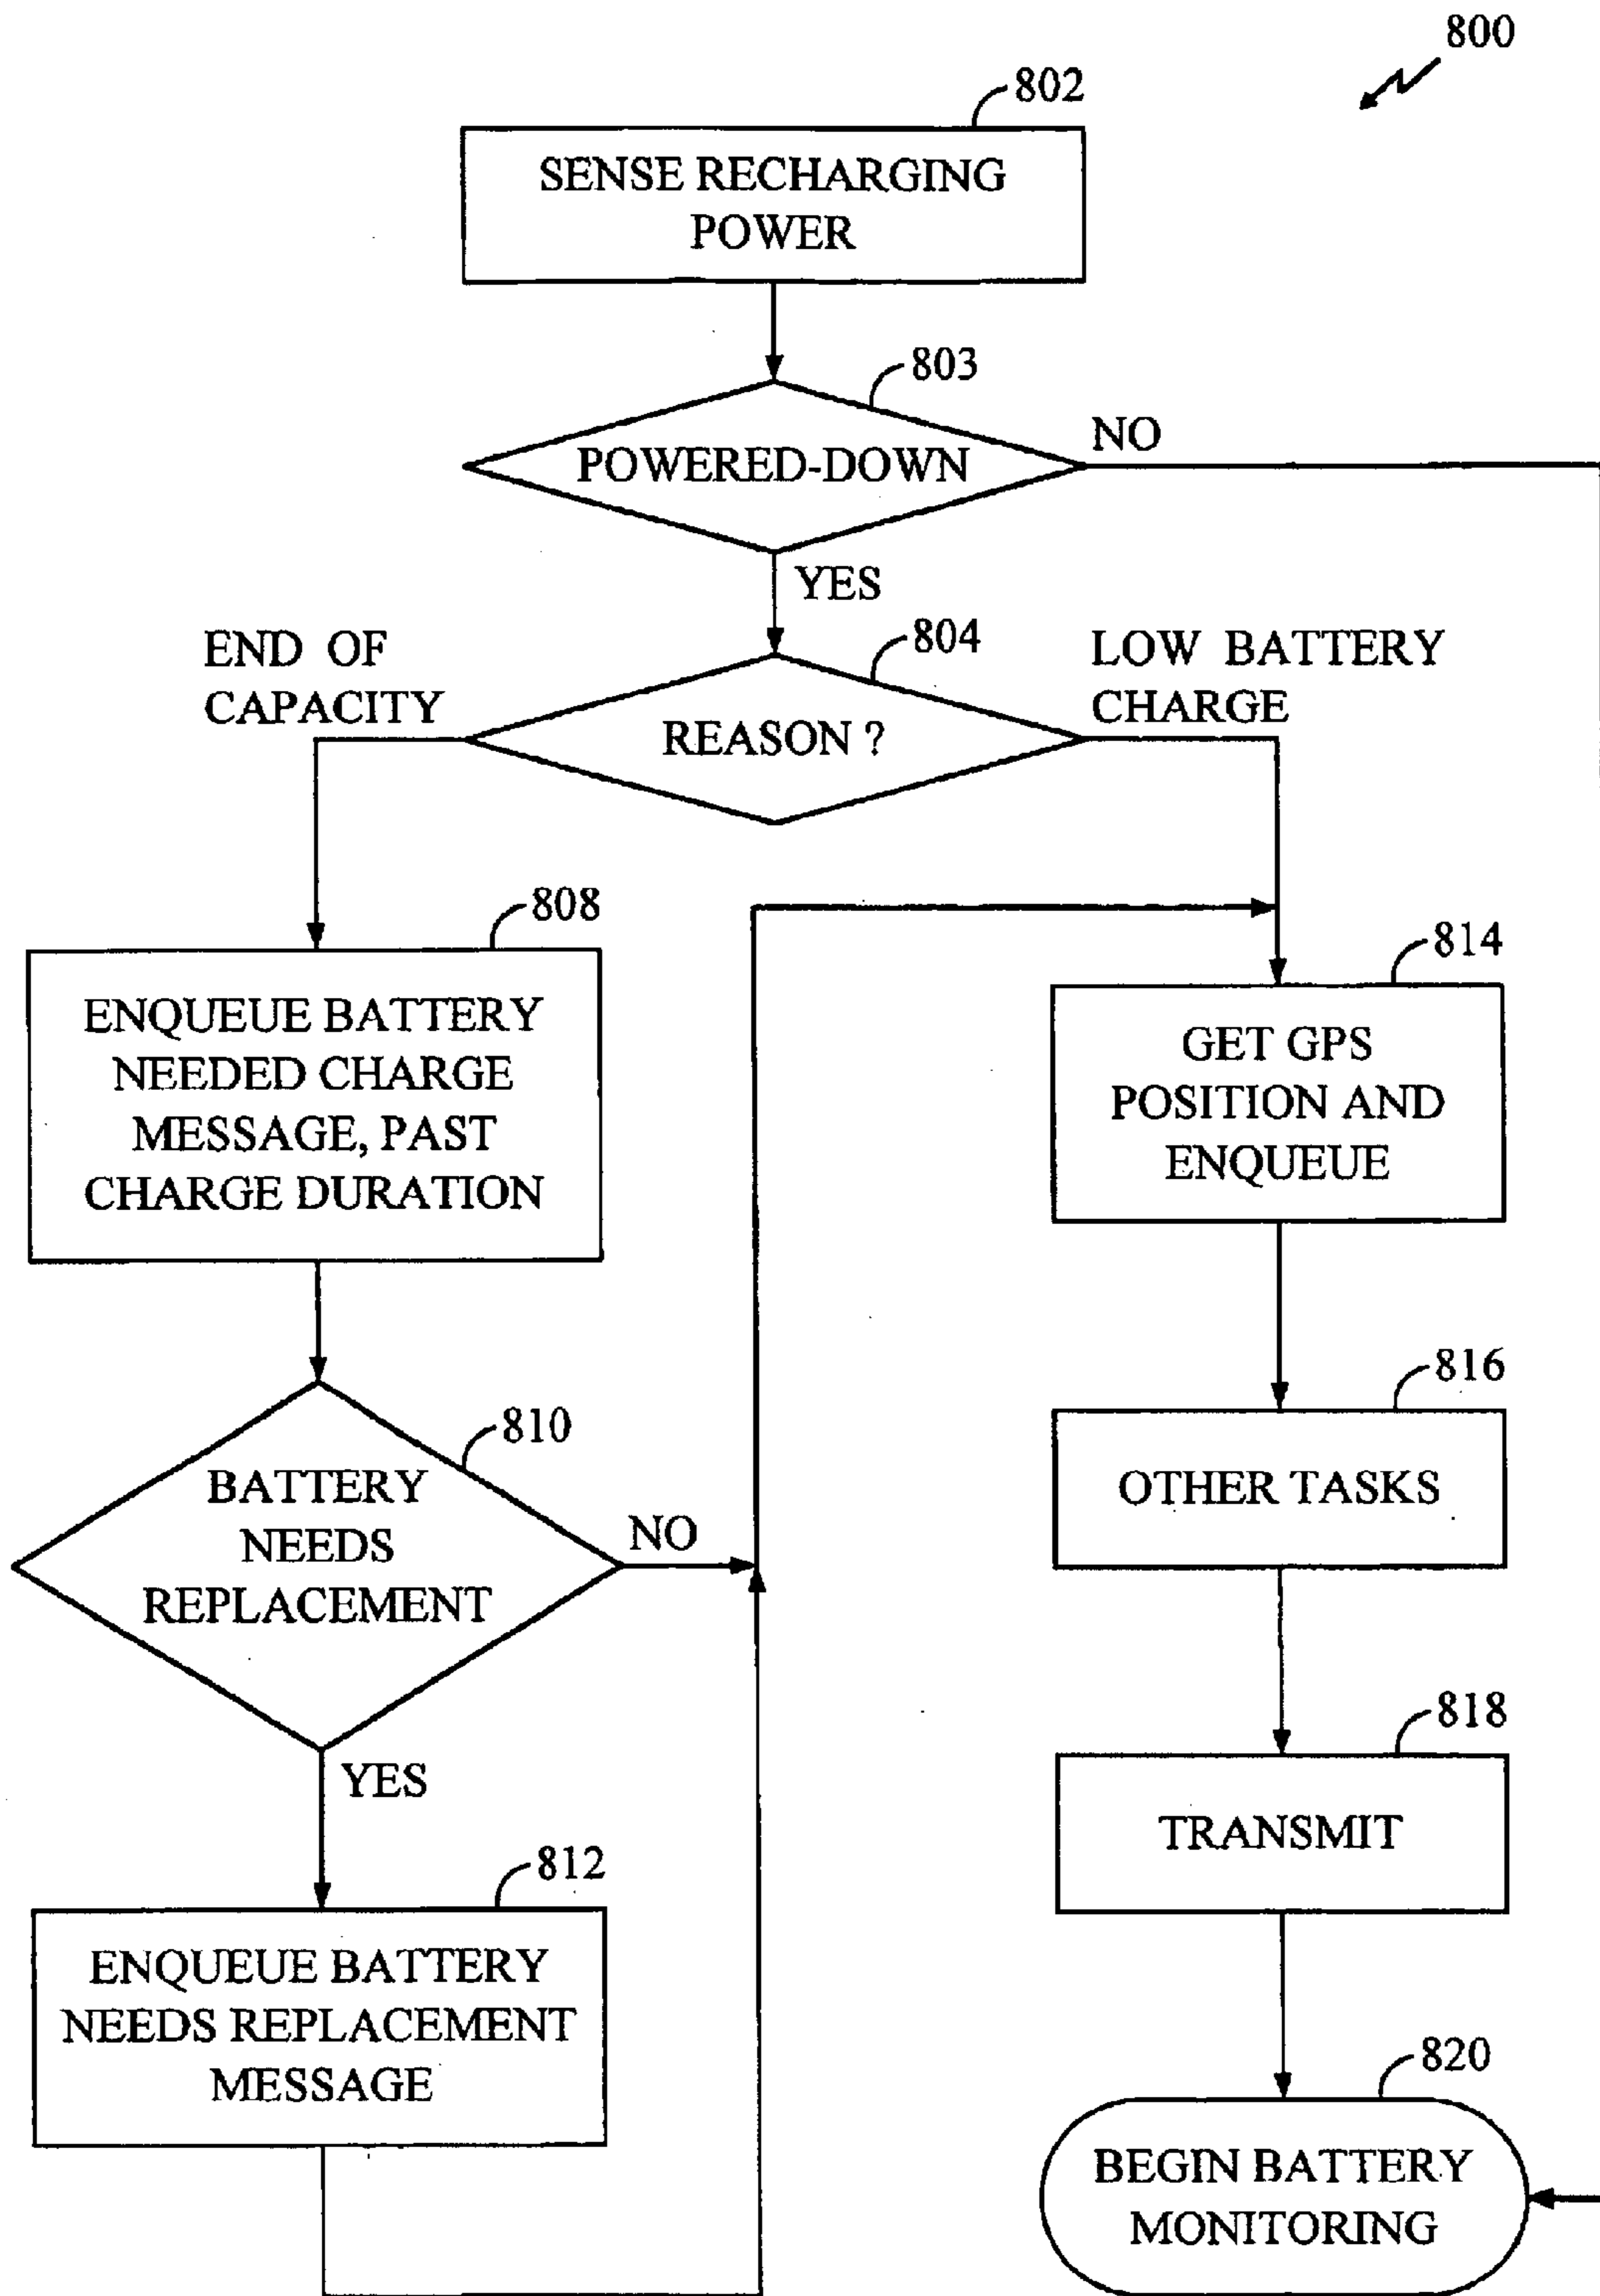 800
802
SENSE RECHARGING
POWER
803
POWERED-DOWN
NO
YES
804
END OF
CAPACITY
REASON ?
LOW BATTERY
CHARGE
808
ENQUEUE BATTERY
NEEDED CHARGE
MESSAGE, PAST
CHARGE DURATION
810
BATTERY
NEEDS
REPLACEMENT
NO
YES
812
ENQUEUE BATTERY
NEEDS REPLACEMENT
MESSAGE
814
GET GPS
POSITION AND
ENQUEUE
816
OTHER TASKS
818
TRANSMIT
820
BEGIN BATTERY
MONITORING